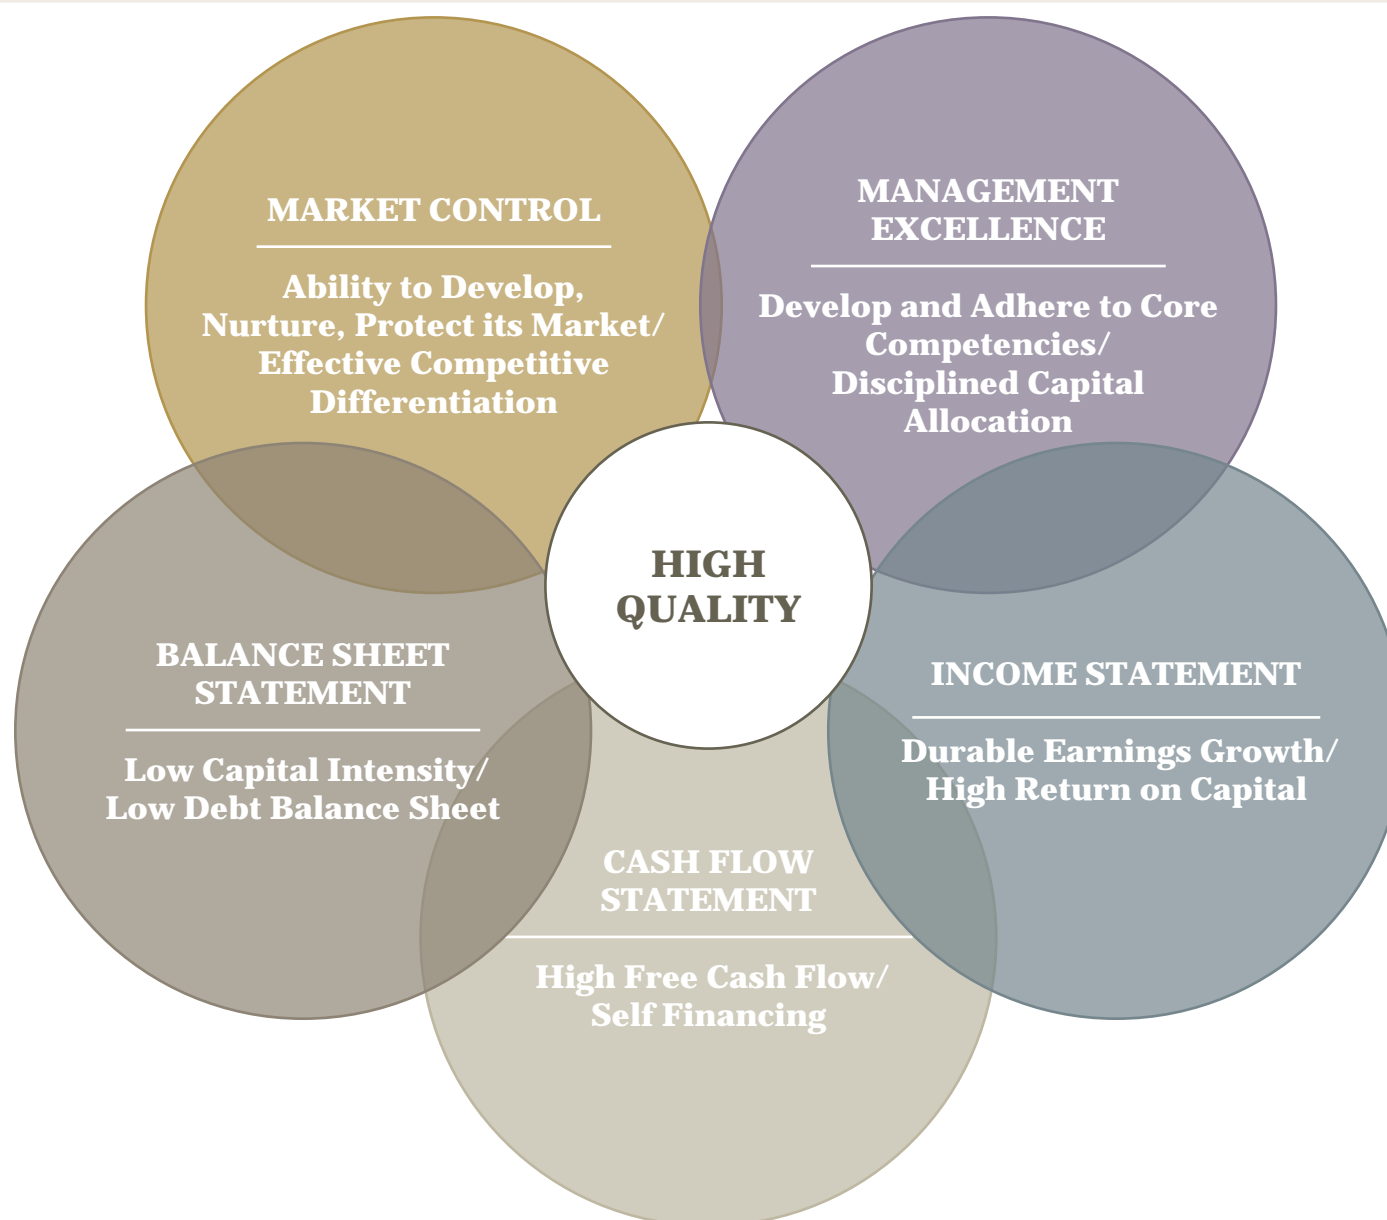 MARKET CONTROL
Ability to Develop,
Nurture, Protect its Market/
Effective Competitive
Differentiation
MANAGEMENT
EXCELLENCE
Develop and Adhere to Core
Competencies/
Disciplined Capital
Allocation
HIGH
QUALITY
BALANCE SHEET
STATEMENT
Low Capital Intensity/
Low Debt Balance Sheet
INCOME STATEMENT
Durable Earnings Growth/
High Return on Capital
CASH FLOW
STATEMENT
High Free Cash Flow/
Self Financing